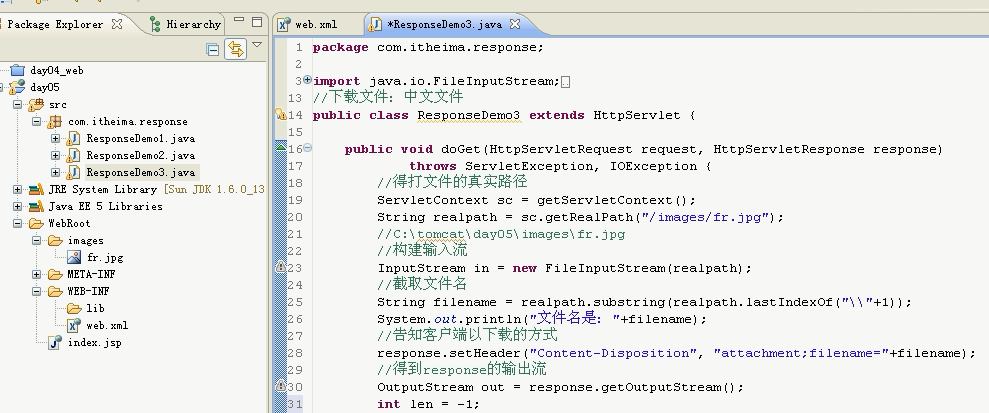 Package Explorer
Hierarchy
day04_web
day05
src
com.itheima.response
ResponseDemo1.java
ResponseDemo2.java
ResponseDemo3.java
JRE System Library [Sun JDK 1.6.0_13
Java EE 5 Libraries
WebRoot
images
fr.jpg
META-INF
WEB-INF
lib
web.xml
index.jsp
web.xml
*ResponseDemo3.java
1 package com.itheima.response;
2
3 import java.io.FileInputStream;
13 //下载文件：中文文件
14 public class ResponseDemo3 extends HttpServlet {
15
16 public void doGet(HttpServletRequest request, HttpServletResponse response)
17 throws ServletException, IOException {
18 //得打文件的真实路径
19 ServletContext sc = getServletContext();
20 String realpath = sc.getRealPath("/images/fr.jpg");
21 //C:\tomcat\day05\images\fr.jpg
22 //构建输入流
23 InputStream in = new FileInputStream(realpath);
24 //截取文件名
25 String filename = realpath.substring(realpath.lastIndexOf("\\"+1));
26 System.out.println("文件名是："+filename);
27 //告知客户端以下载的方式
28 response.setHeader("Content-Disposition", "attachment;filename="+filename);
29 //得到response的输出流
30 OutputStream out = response.getOutputStream();
31 int len = -1;